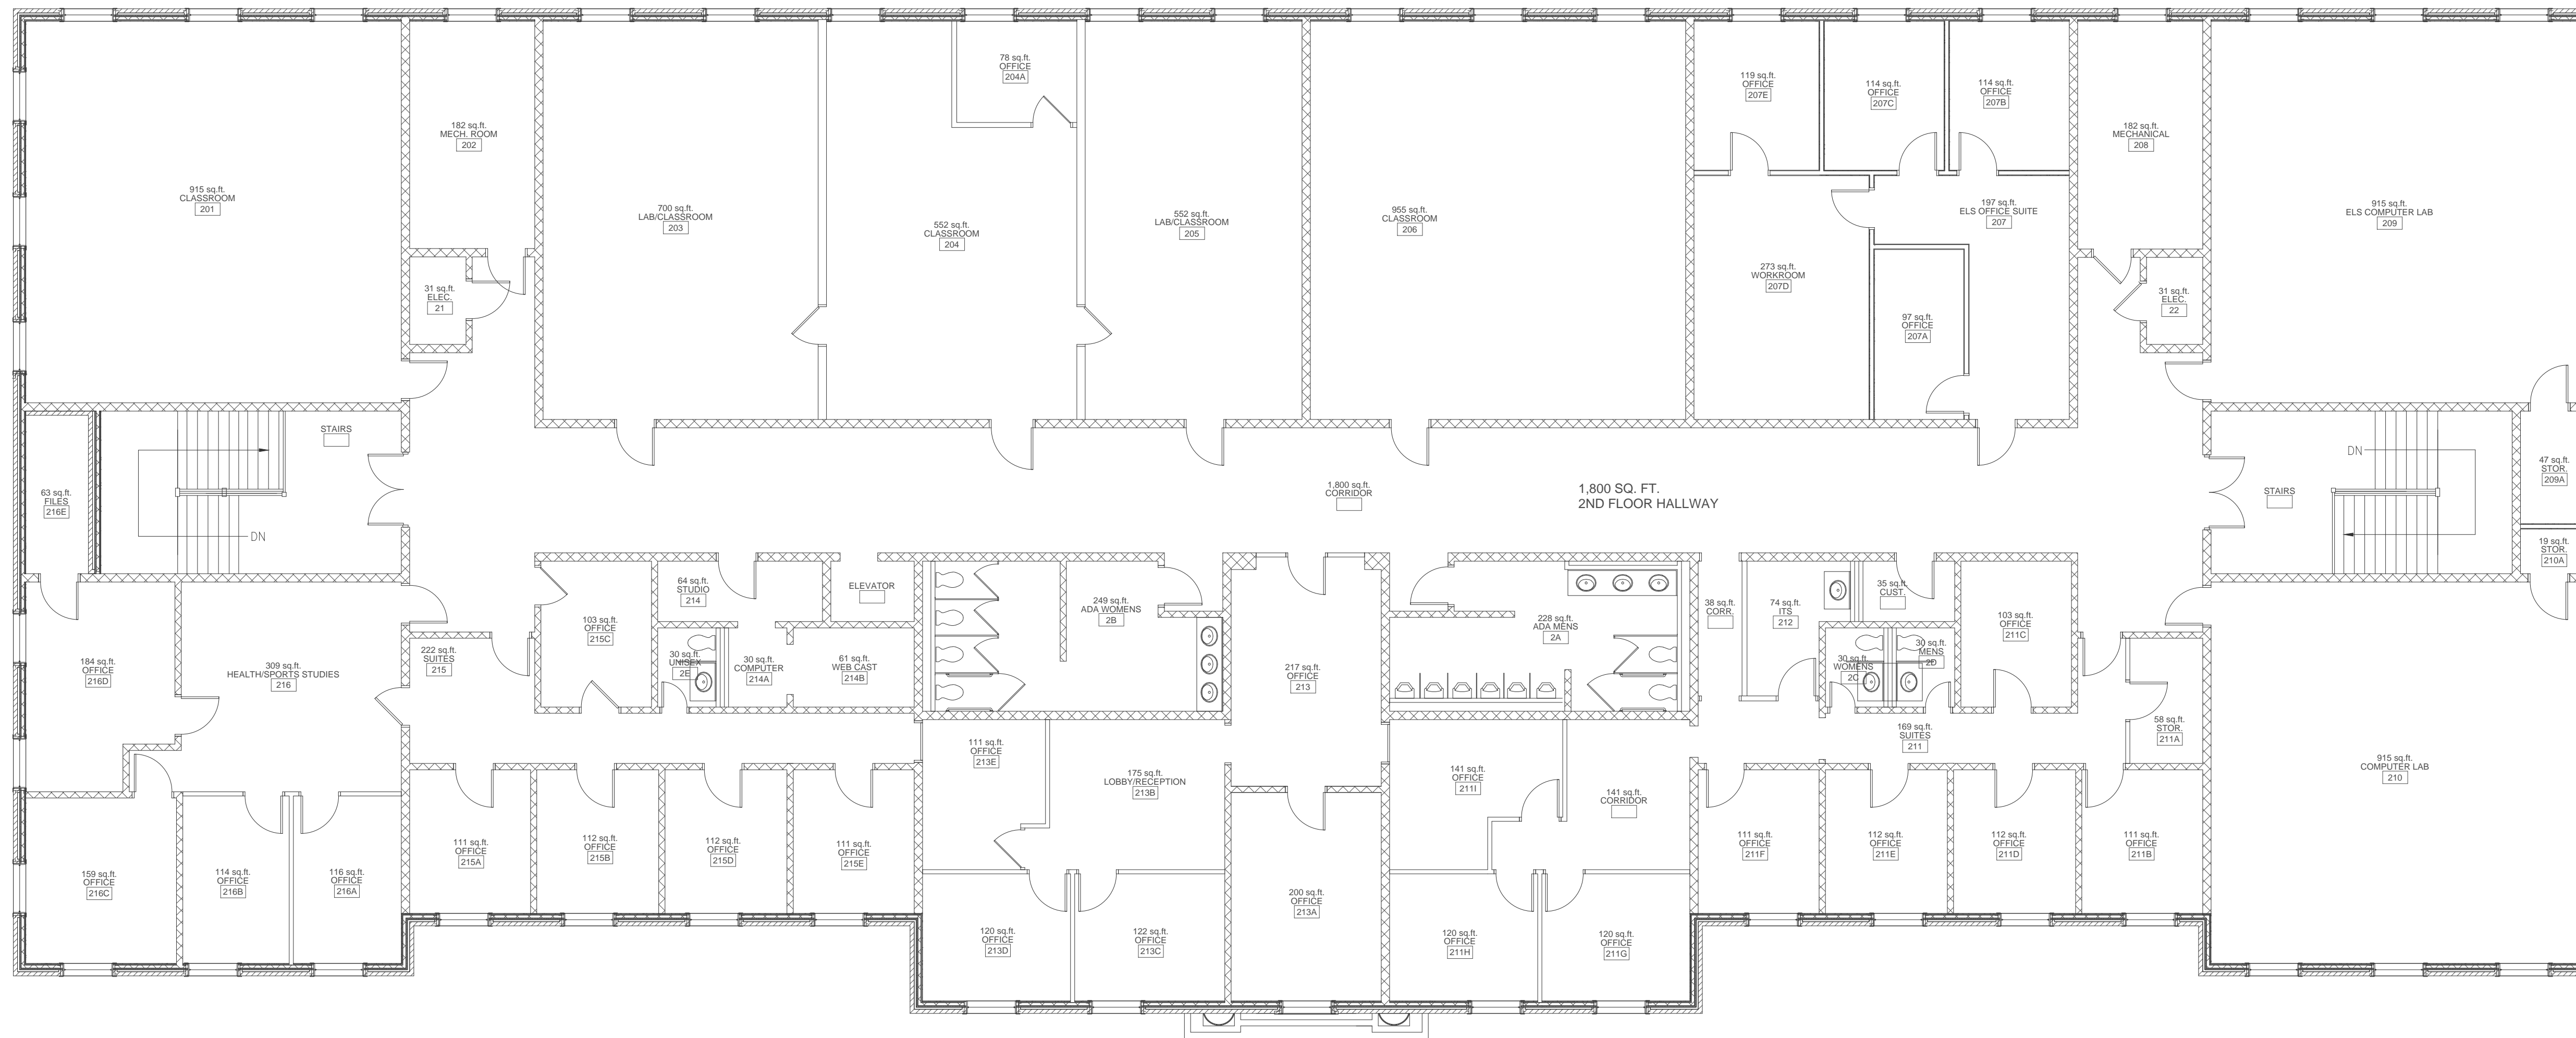 915 sq.ft.
CLASSROOM
201
182 sq.ft.
MECH. ROOM
202
31 sq.ft.
ELEC.
21
700 sq.ft.
LAB/CLASSROOM
203
552 sq.ft.
CLASSROOM
204
78 sq.ft.
OFFICE
204A
552 sq.ft.
LAB/CLASSROOM
205
955 sq.ft.
CLASSROOM
206
119 sq.ft.
OFFICE
207E
114 sq.ft.
OFFICE
207C
114 sq.ft.
OFFICE
207B
197 sq.ft.
ELS OFFICE SUITE
207
273 sq.ft.
WORKROOM
207D
97 sq.ft.
OFFICE
207A
182 sq.ft.
MECHANICAL
208
31 sq.ft.
ELEC.
22
915 sq.ft.
ELS COMPUTER LAB
209
63 sq.ft.
FILES
216E
STAIRS
DN
1,800 sq.ft.
CORRIDOR
1,800 SQ. FT.
2ND FLOOR HALLWAY
STAIRS
DN
47 sq.ft.
STOR.
209A
19 sq.ft.
STOR.
210A
184 sq.ft.
OFFICE
216D
309 sq.ft.
HEALTH/SPORTS STUDIES
216
222 sq.ft.
SUITES
215
103 sq.ft.
OFFICE
215C
64 sq.ft.
STUDIO
214
ELEVATOR
30 sq.ft.
UNISEX
2E
30 sq.ft.
COMPUTER
214A
61 sq.ft.
WEB CAST
214B
249 sq.ft.
ADA WOMENS
2B
217 sq.ft.
OFFICE
213
228 sq.ft.
ADA MENS
2A
38 sq.ft.
CORR.
74 sq.ft.
ITS
212
35 sq.ft.
CUST.
30 sq.ft.
WOMENS
2C
30 sq.ft.
MENS
2D
103 sq.ft.
OFFICE
211C
169 sq.ft.
SUITES
211
58 sq.ft.
STOR.
211A
915 sq.ft.
COMPUTER LAB
210
159 sq.ft.
OFFICE
216C
114 sq.ft.
OFFICE
216B
116 sq.ft.
OFFICE
216A
111 sq.ft.
OFFICE
215A
112 sq.ft.
OFFICE
215B
112 sq.ft.
OFFICE
215D
111 sq.ft.
OFFICE
215E
111 sq.ft.
OFFICE
213E
175 sq.ft.
LOBBY/RECEPTION
213B
120 sq.ft.
OFFICE
213D
122 sq.ft.
OFFICE
213C
200 sq.ft.
OFFICE
213A
141 sq.ft.
OFFICE
211I
141 sq.ft.
CORRIDOR
120 sq.ft.
OFFICE
211H
120 sq.ft.
OFFICE
211G
111 sq.ft.
OFFICE
211F
112 sq.ft.
OFFICE
211E
112 sq.ft.
OFFICE
211D
111 sq.ft.
OFFICE
211B